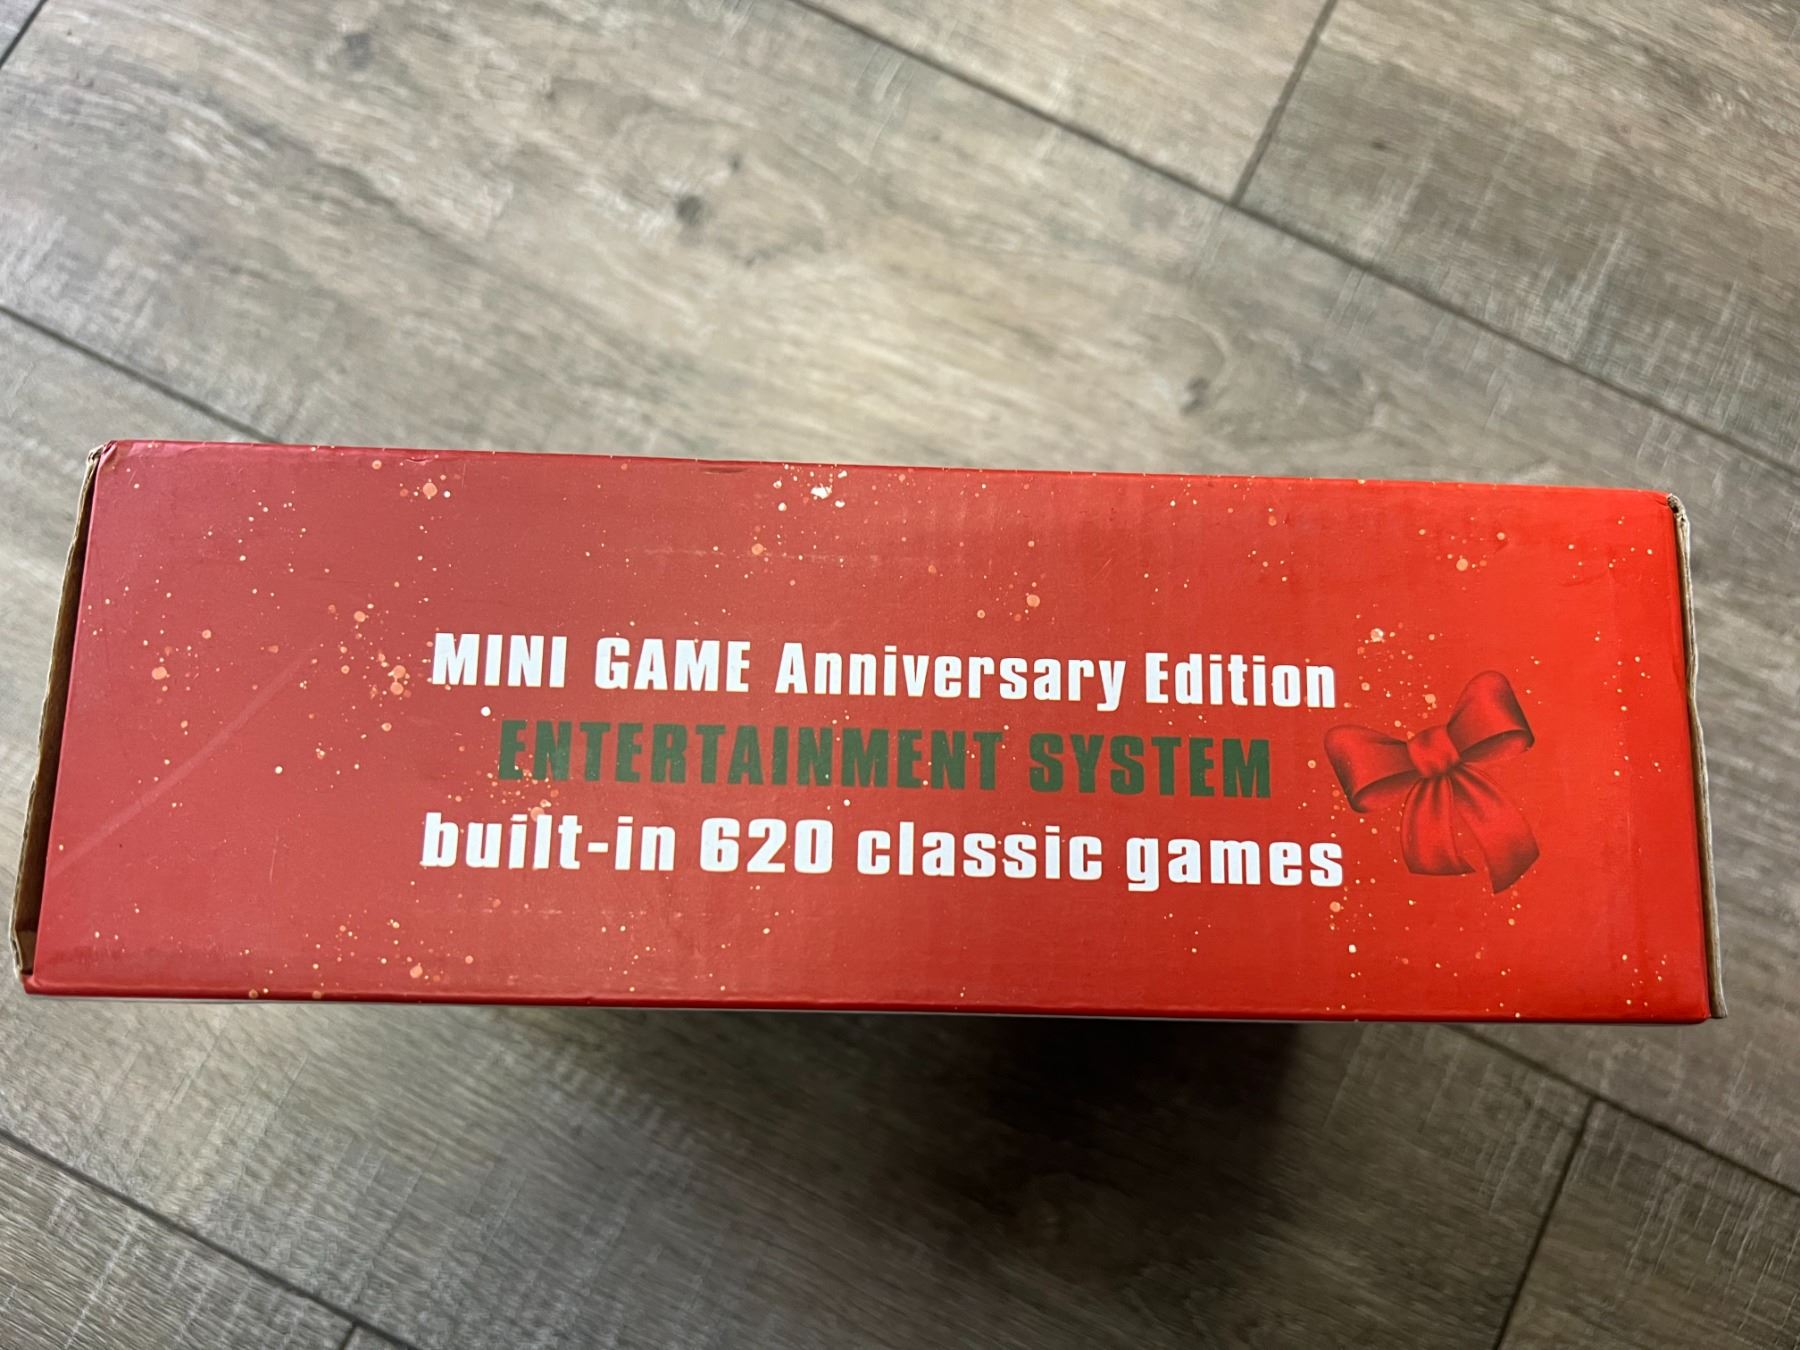 MINI GAME Anniversary Edition
ENTERTAINMENT SYSTEM
built-in 620 classic games